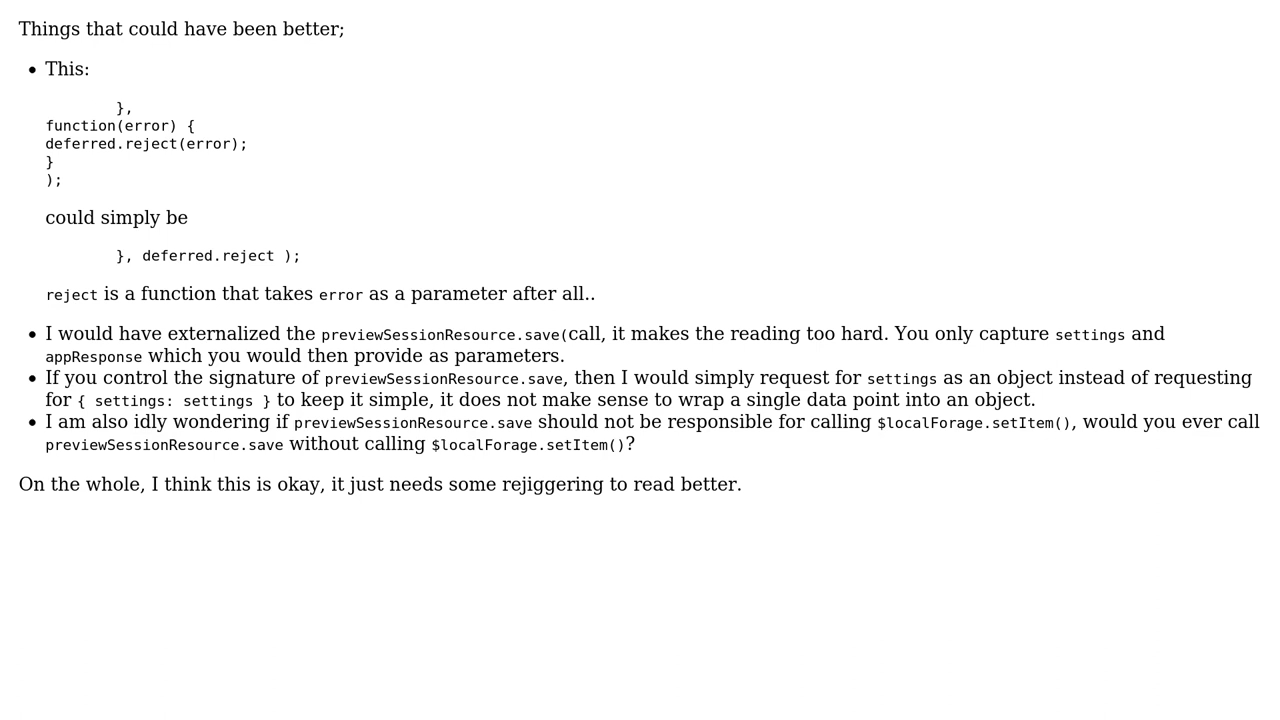 Things that could have been better;
• This:
},
function(error) {
deferred.reject(error);
}
);
could simply be
}, deferred.reject );
reject is a function that takes error as a parameter after all..
• I would have externalized the previewSessionResource.save(call, it makes the reading too hard. You only capture settings and
appResponse which you would then provide as parameters.
• If you control the signature of previewSessionResource.save, then I would simply request for settings as an object instead of requesting
for { settings: settings } to keep it simple, it does not make sense to wrap a single data point into an object.
• I am also idly wondering if previewSessionResource.save should not be responsible for calling $localForage.setItem(), would you ever call
previewSessionResource.save without calling $localForage.setItem()?
On the whole, I think this is okay, it just needs some rejiggering to read better.